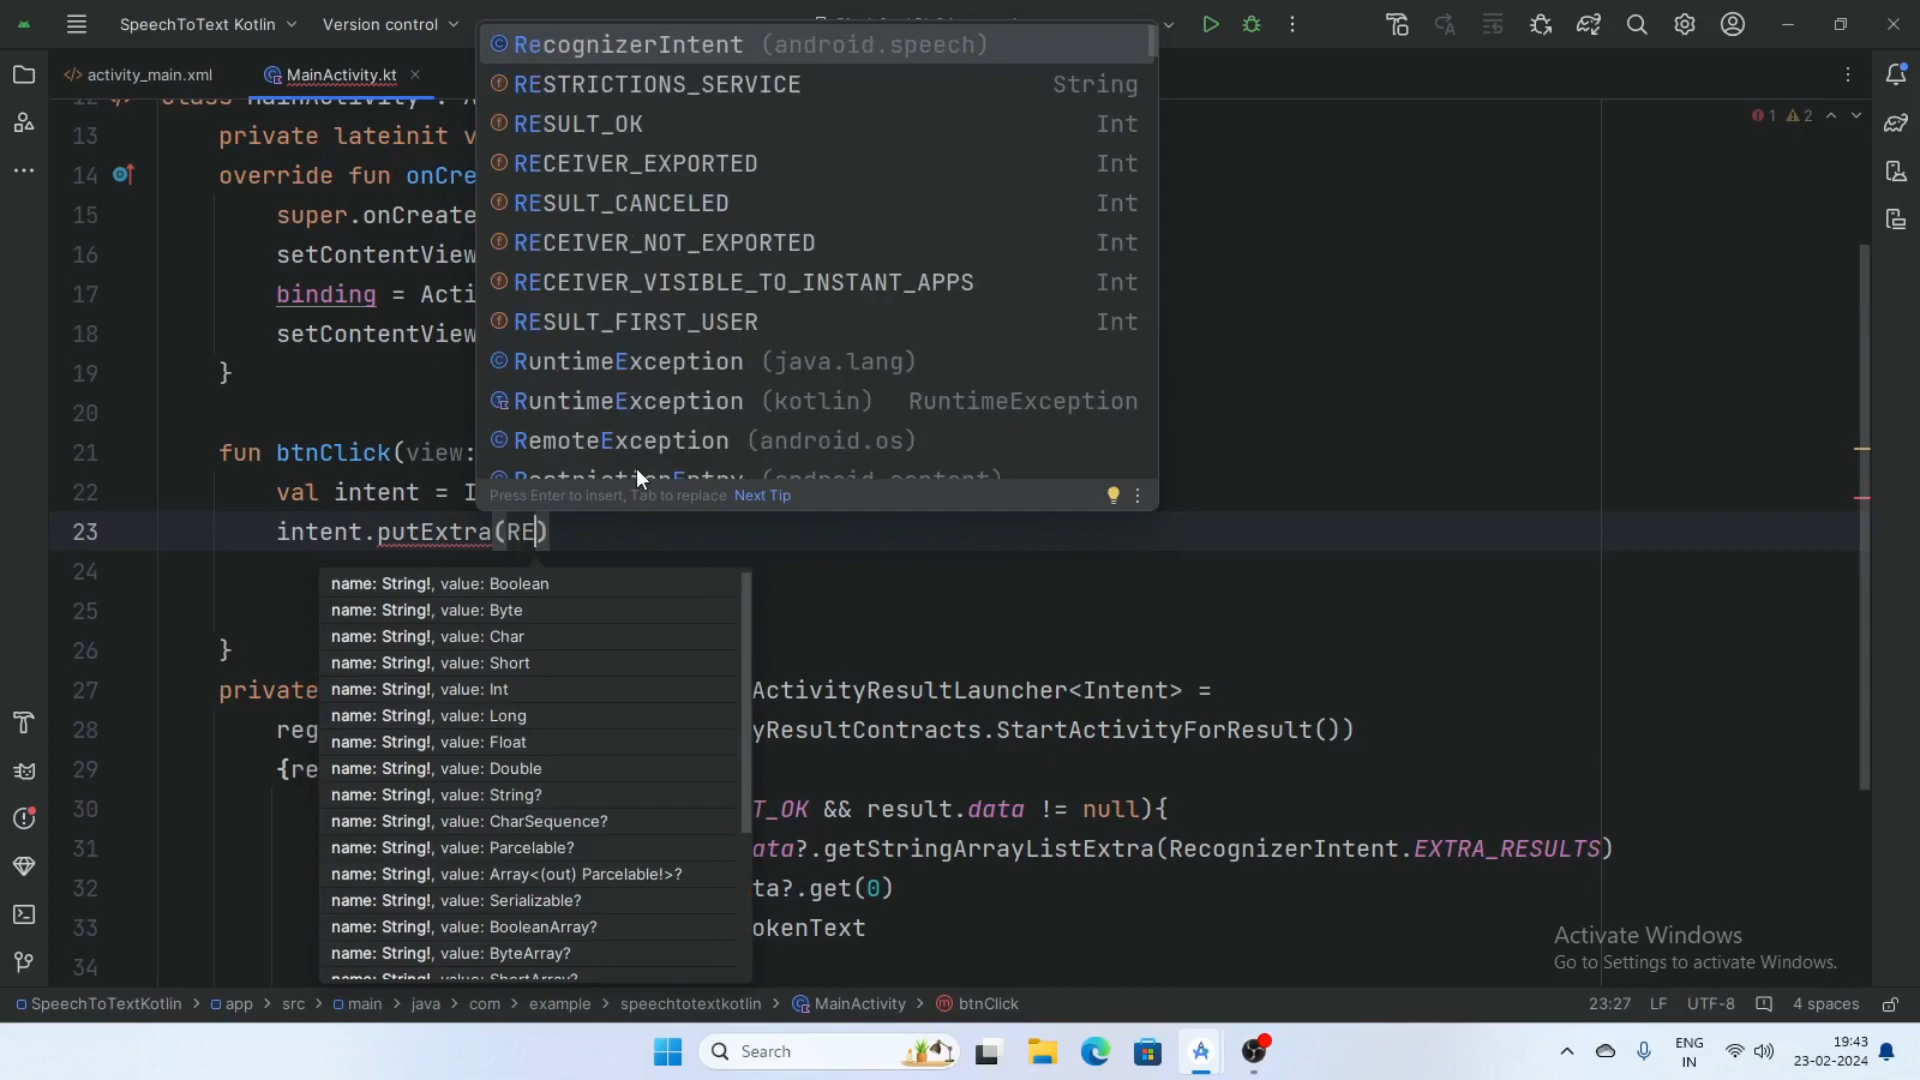 SpeechToText Kotlin
Version control
activity_main.xml
MainActivity.kt
1 2
13 private lateinit v
14 override fun onCre
15 super.onCreate
16 setContentView
17 binding = Acti
18 setContentView
19 }
20
21 fun btnClick(view:
22 val intent = I
23 intent.putExtra(RE)
24
25
26 }
27 private ActivityResultLauncher<Intent> =
28 reg yResultContracts.StartActivityForResult())
29 {re
30 T_OK && result.data != null){
31 ata?.getStringArrayListExtra(RecognizerIntent.EXTRA_RESULTS)
32 ta?.get(0)
33 okenText
34
RecognizerIntent (android.speech)
RESTRICTIONS_SERVICE String
RESULT_OK Int
RECEIVER_EXPORTED Int
RESULT_CANCELED Int
RECEIVER_NOT_EXPORTED Int
RECEIVER_VISIBLE_TO_INSTANT_APPS Int
RESULT_FIRST_USER Int
RuntimeException (java.lang)
RuntimeException (kotlin) RuntimeException
RemoteException (android.os)
RestrictionEntry (android.content)
Press Enter to insert, Tab to replace Next Tip
name: String!, value: Boolean
name: String!, value: Byte
name: String!, value: Char
name: String!, value: Short
name: String!, value: Int
name: String!, value: Long
name: String!, value: Float
name: String!, value: Double
name: String!, value: String?
name: String!, value: CharSequence?
name: String!, value: Parcelable?
name: String!, value: Array<(out) Parcelable!>?
name: String!, value: Serializable?
name: String!, value: BooleanArray?
name: String!, value: ByteArray?
name: String!, value: ShortArray?
Activate Windows
Go to Settings to activate Windows.
SpeechToTextKotlin > app > src > main > java > com > example > speechtotextkotlin > MainActivity > btnClick
23:27 LF UTF-8 4 spaces
Search
ENG
IN
19:43
23-02-2024